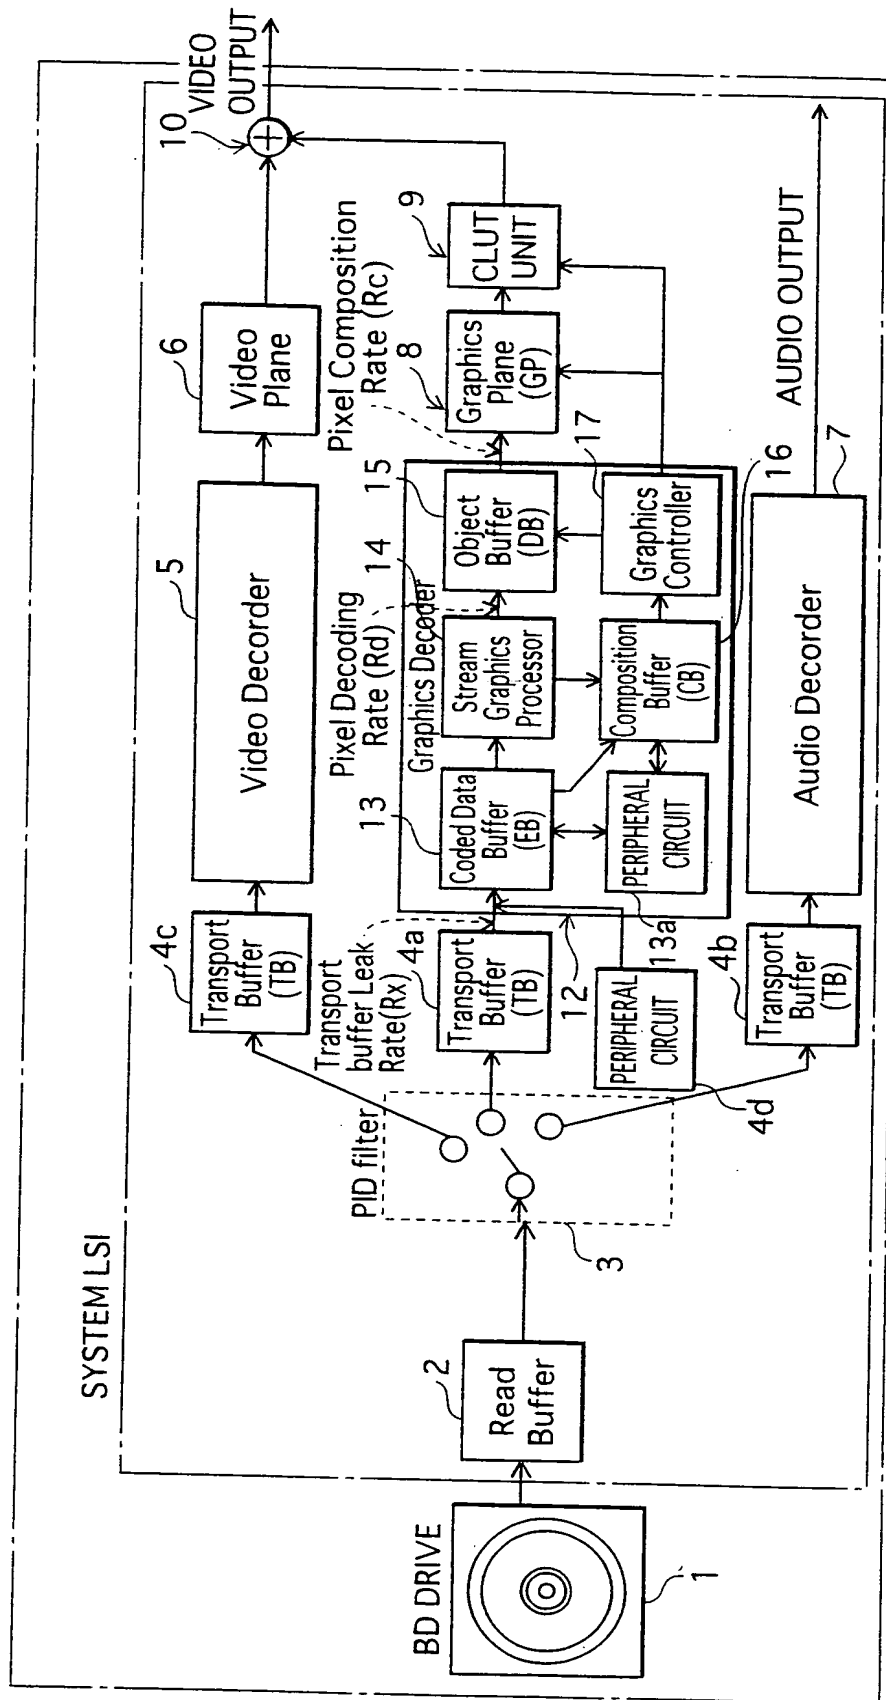 SYSTEM LSI
BD DRIVE
1
2
Read
Buffer
3
PID filter
4c
Transport
Buffer
(TB)
Transport
buffer Leak
Rate(Rx)
4a
Transport
Buffer
(TB)
12
PERIPHERAL
CIRCUIT
4d
4b
Transport
Buffer
(TB)
5
Video Decorder
6
Video
Plane
10
VIDEO
OUTPUT
Pixel Decoding
Rate (Rd)
Graphics Decoder
13
Coded Data
Buffer
(EB)
PERIPHERAL
CIRCUIT
13a
14
Stream
Graphics
Processor
Composition
Buffer
(CB)
16
15
Object
Buffer
(DB)
17
Graphics
Controller
Pixel Composition
Rate (Rc)
8
Graphics
Plane
(GP)
9
CLUT
UNIT
7
Audio Decorder
AUDIO OUTPUT